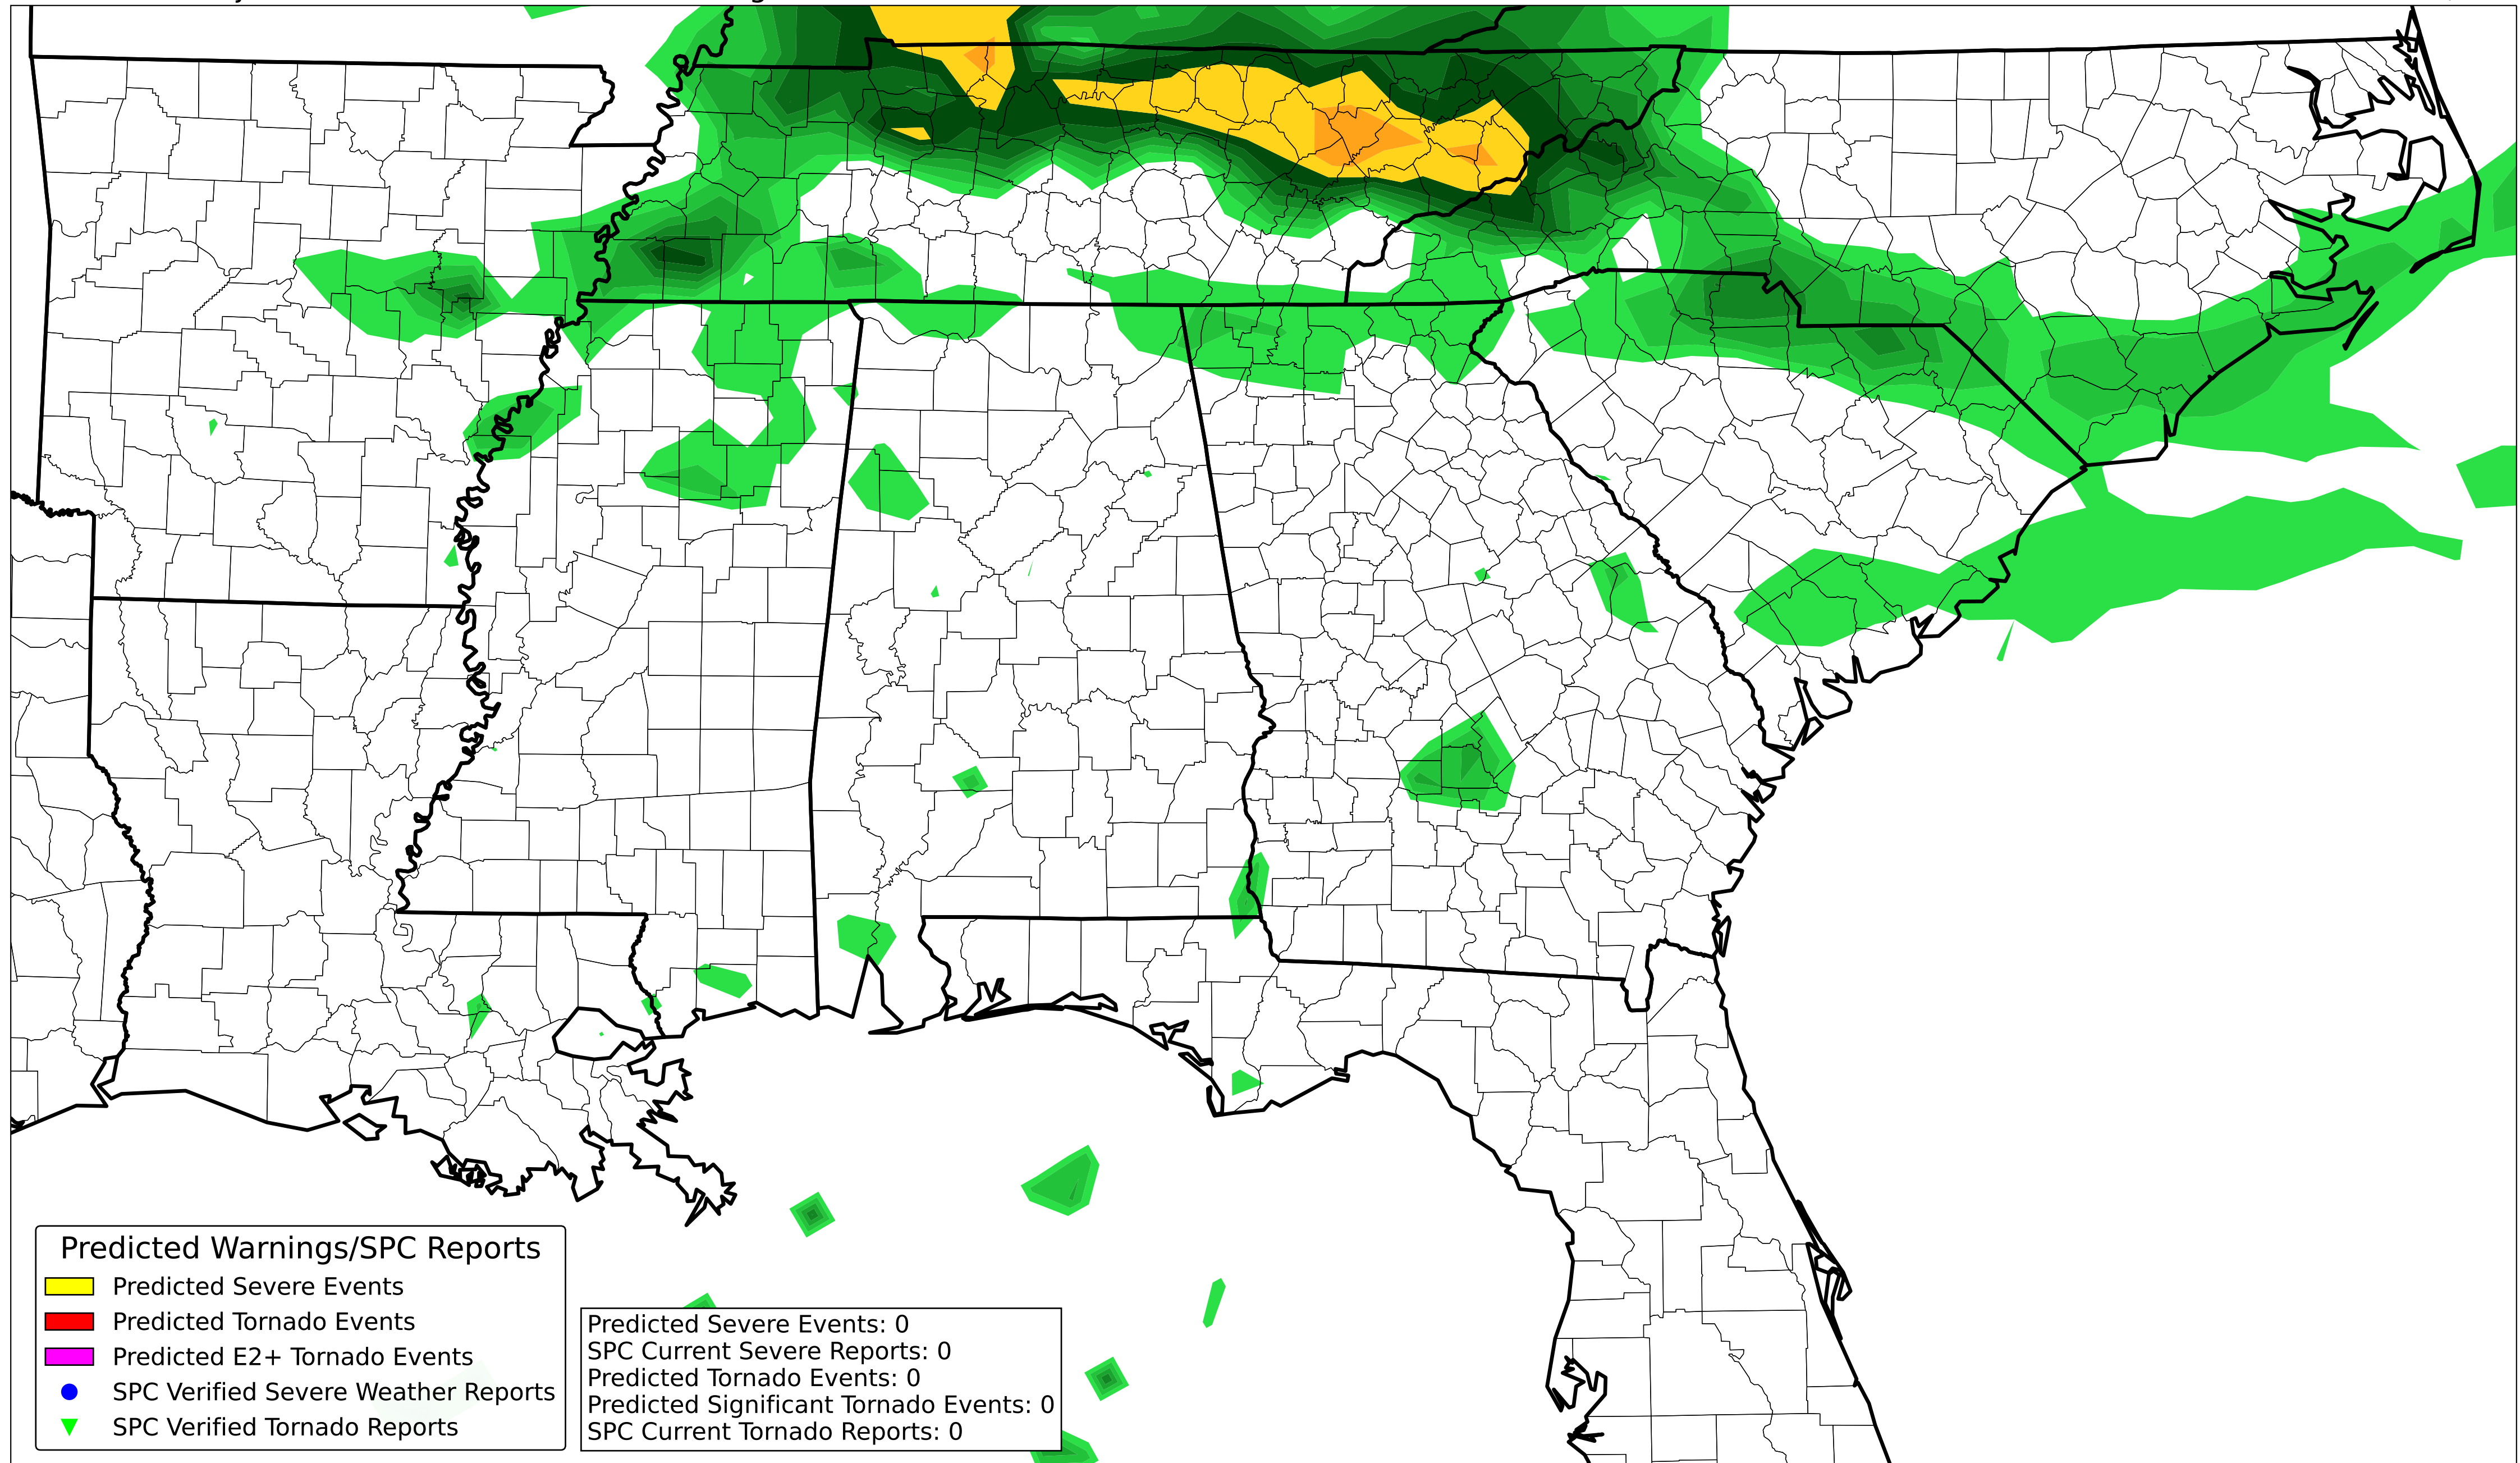 Predicted Warnings/SPC Reports
Predicted Severe Events
Predicted Tornado Events
Predicted E2+ Tornado Events
SPC Verified Severe Weather Reports
SPC Verified Tornado Reports
Predicted Severe Events: 0
SPC Current Severe Reports: 0
Predicted Tornado Events: 0
Predicted Significant Tornado Events: 0
SPC Current Tornado Reports: 0